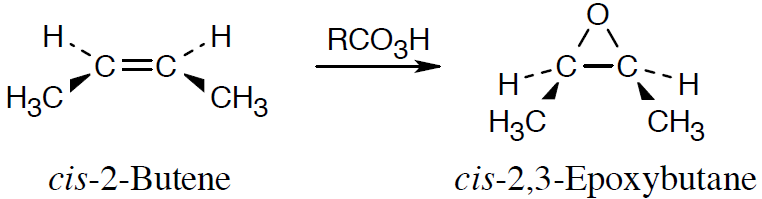 H H
C=C
H3C CH3
RCO3H
O
H C C H
H3C CH3
cis-2-Butene
cis-2,3-Epoxybutane